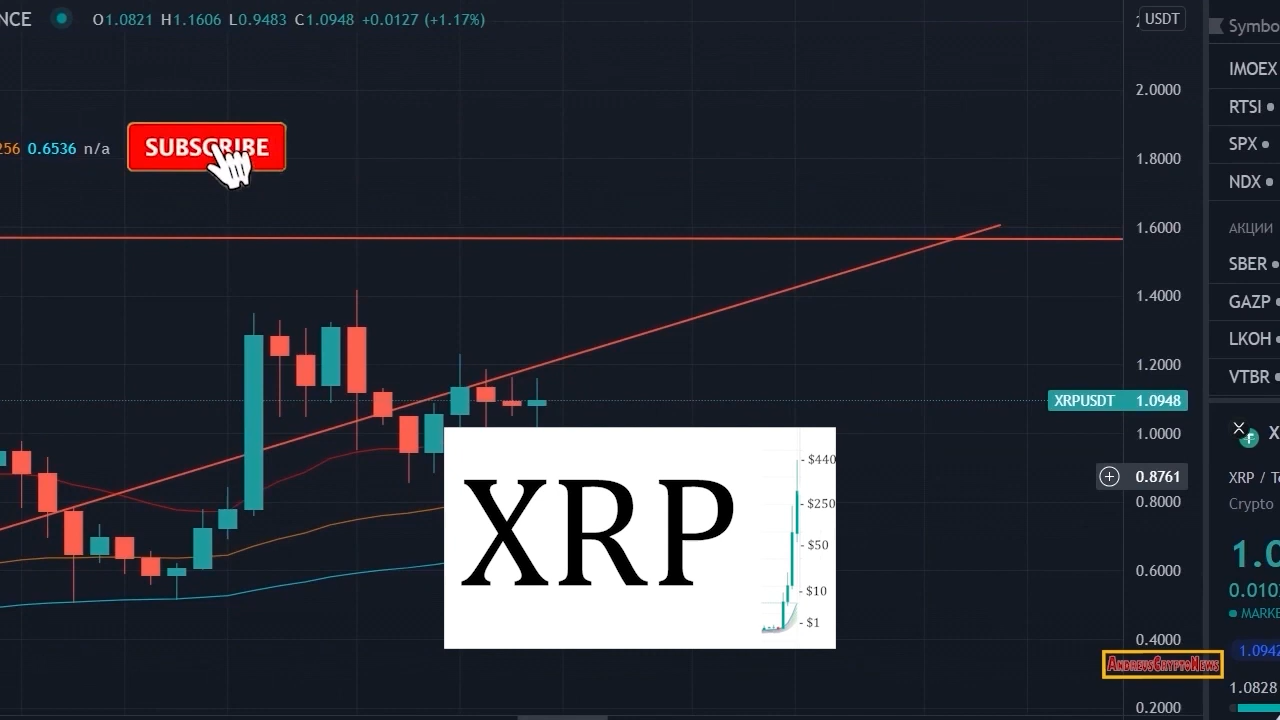 NCE O1.0821 H1.1606 L0.9483 C1.0948 +0.0127 (+1.17%)
256 0.6536 n/a
SUBSCRIBE
USDT
2.0000
1.8000
1.6000
1.4000
1.2000
XRPUSDT 1.0948
1.0000
0.8761
0.8000
0.6000
0.4000
0.2000
XRP
$440
$250
$50
$10
$1
ANDREVSCRYPTONEWS
Symbo
IMOEX
RTSI
SPX
NDX
АКЦИИ
SBER
GAZP
LKOH
VTBR
X
XRP / Te
Crypto
1.0
0.010
MARKE
1.0942
1.0828